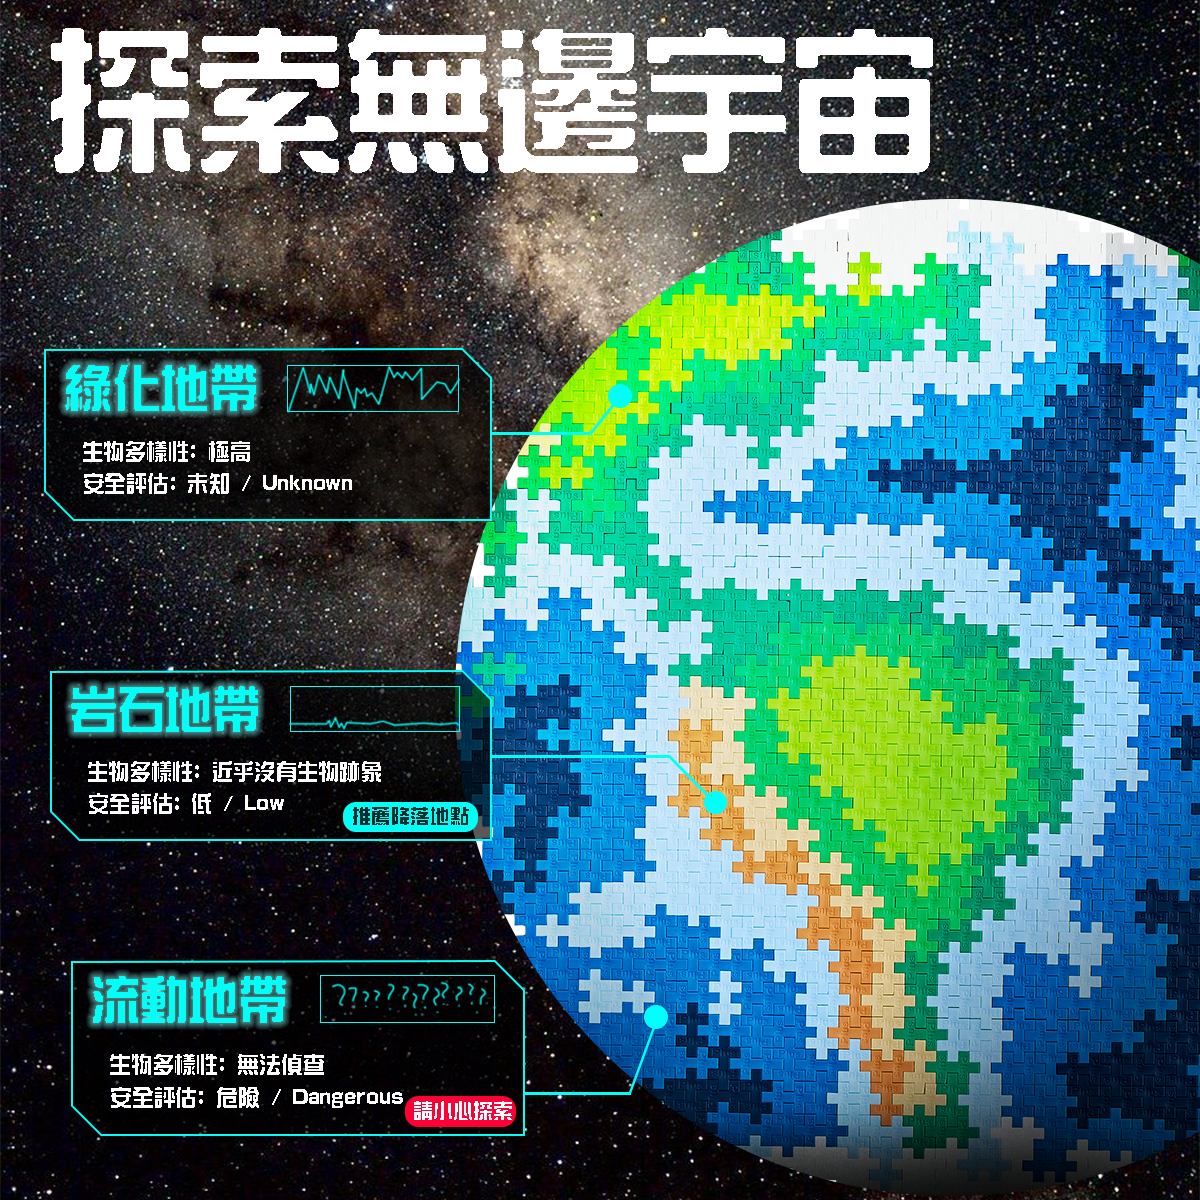 探索無邊宇宙
綠化地帶
生物多樣性: 極高
安全評估: 未知 / Unknown
岩石地帶
生物多樣性: 近乎沒有生物跡象
安全評估: 低 / Low
推薦降落地點
流動地帶
???????????
生物多樣性: 無法偵查
安全評估: 危險 / Dangerous
請小心探索